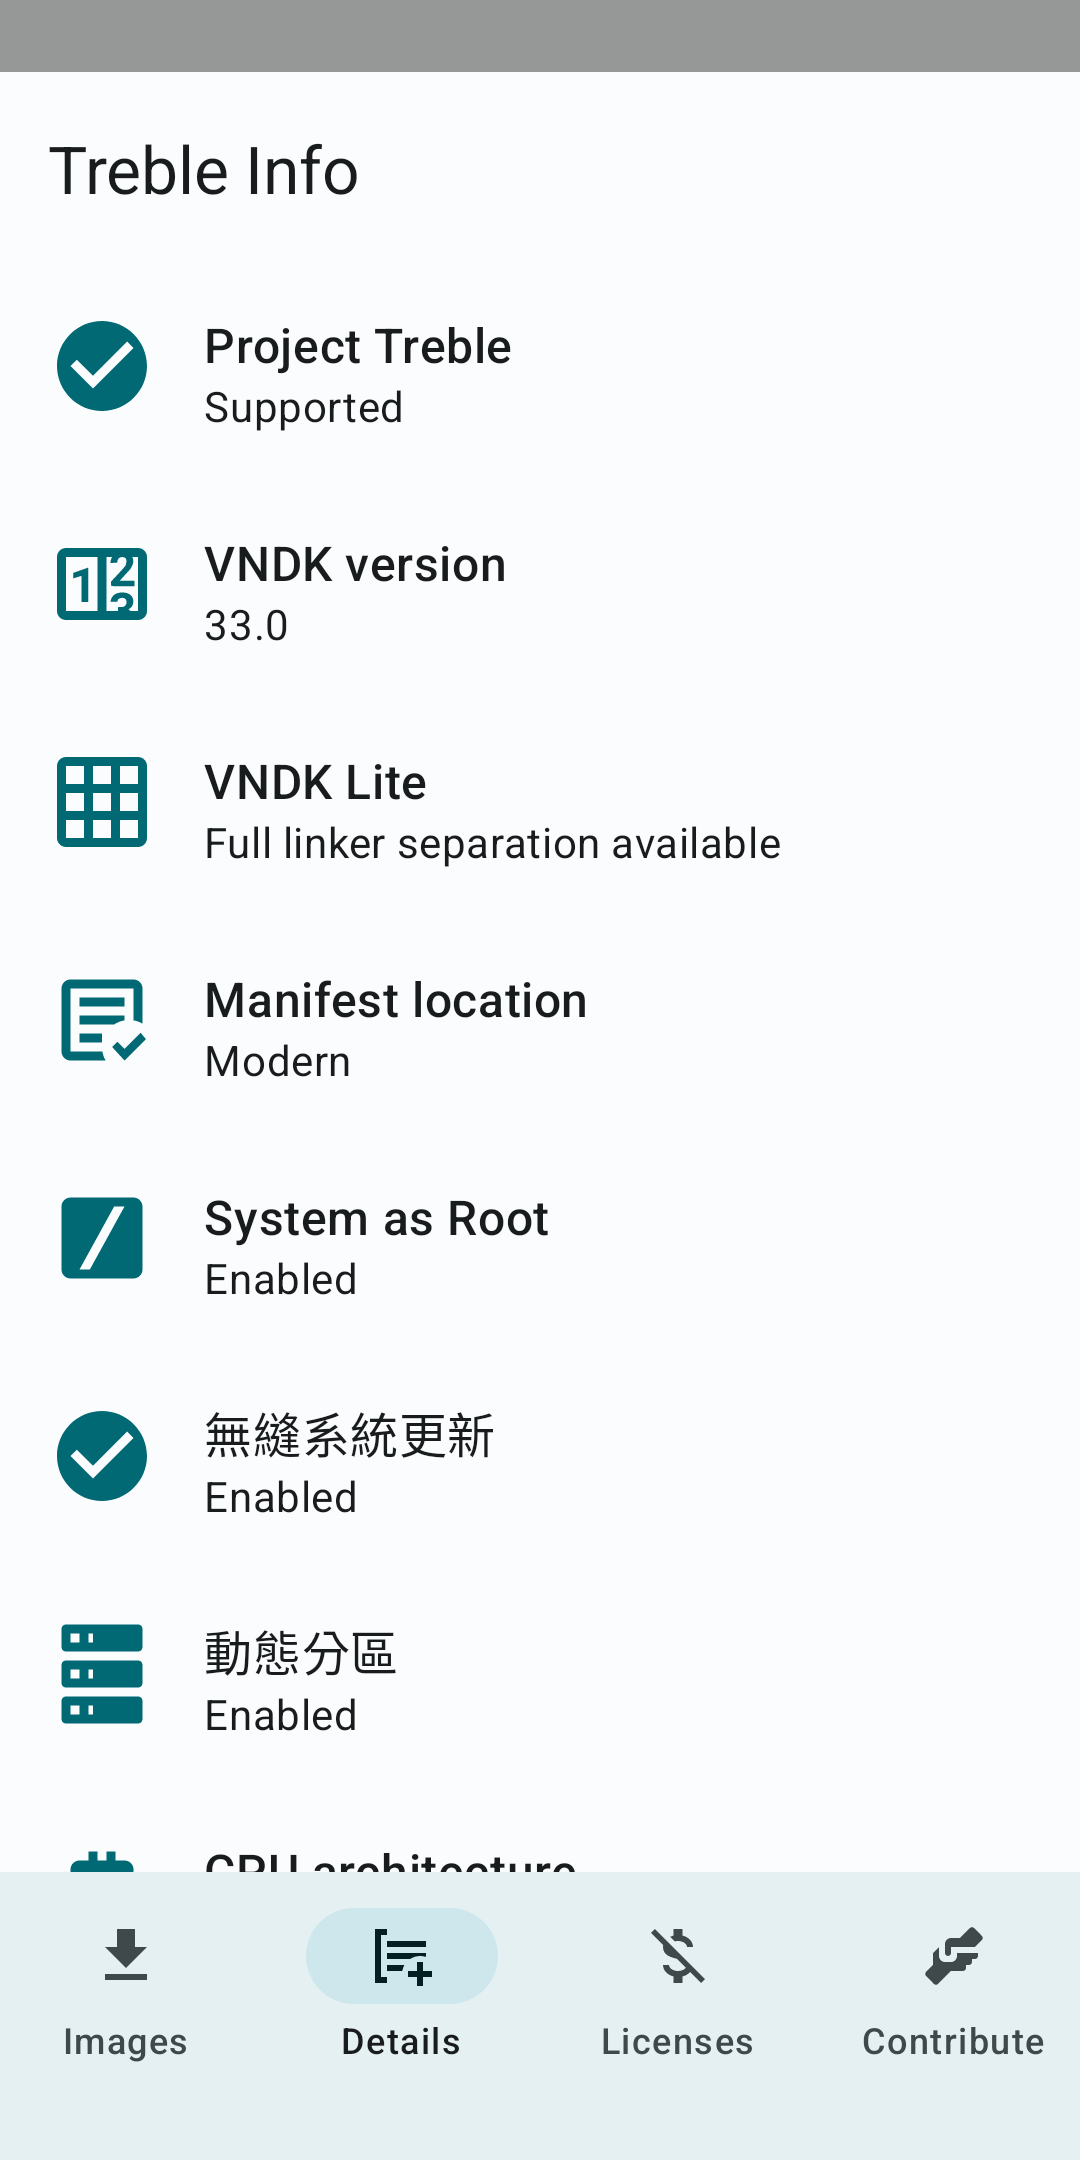 Treble Info
Project Treble
Supported
VNDK version
33.0
VNDK Lite
Full linker separation available
Manifest location
Modern
System as Root
Enabled
無縫系統更新
Enabled
動態分區
Enabled
CPU architecture
Images
Details
Licenses
Contribute